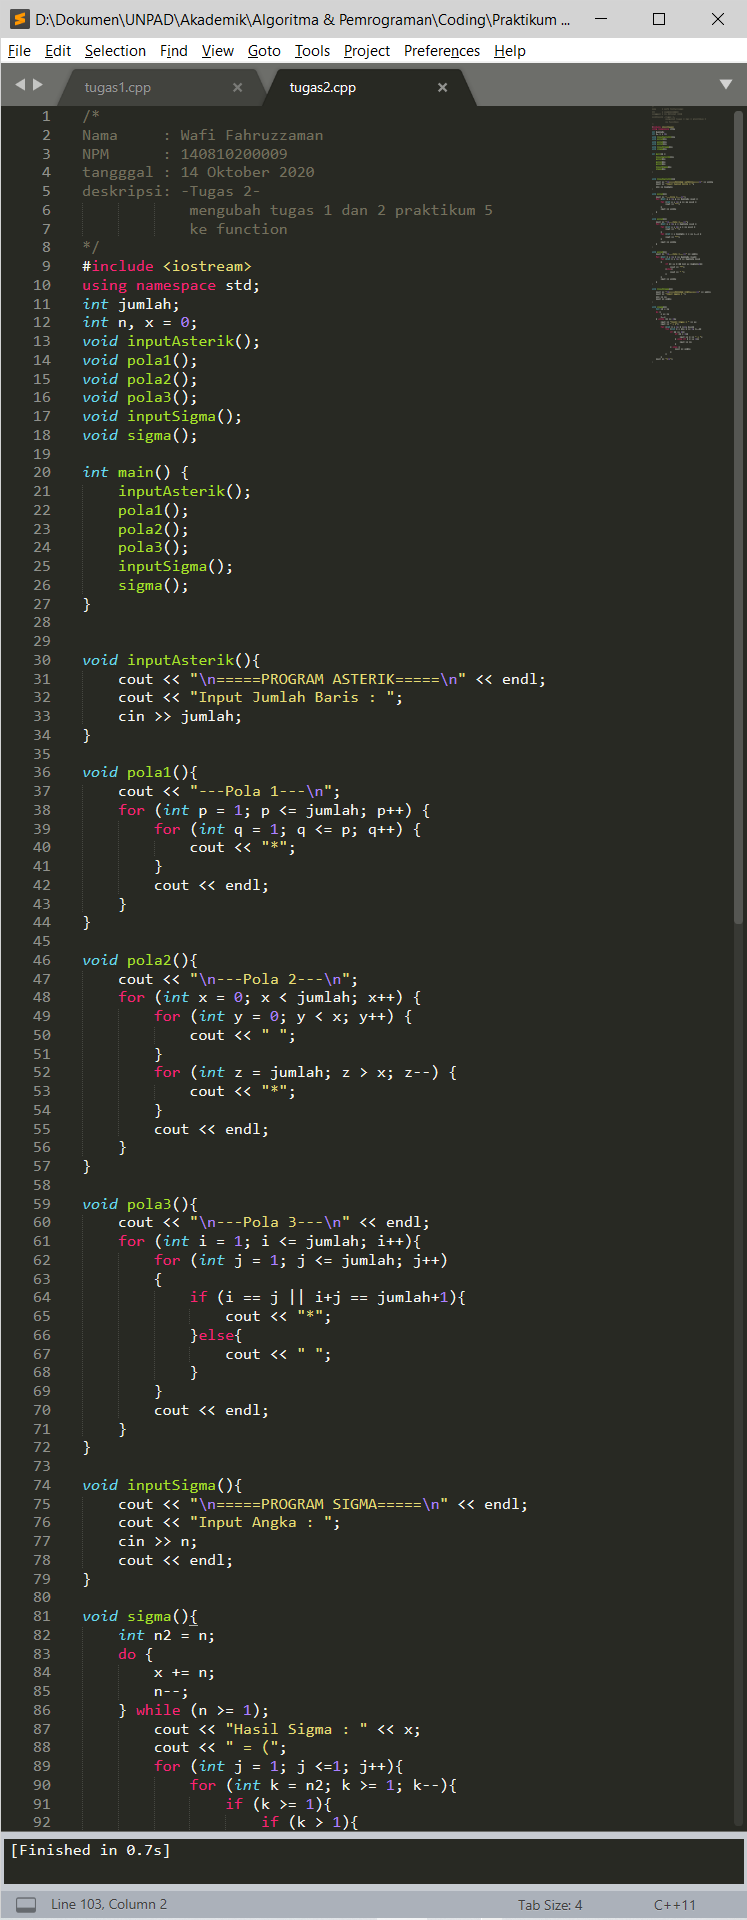 D:\Dokumen\UNPAD\Akademik\Algoritma & Pemrograman\Coding\Praktikum ...
File Edit Selection Find View Goto Tools Project Preferences Help
tugas1.cpp tugas2.cpp
1 /*
2 Nama     : Wafi Fahruzzaman
3 NPM      : 140810200009
4 tangggal : 14 Oktober 2020
5 deskripsi: -Tugas 2-
6             mengubah tugas 1 dan 2 praktikum 5
7             ke function
8 */
9 #include <iostream>
10 using namespace std;
11 int jumlah;
12 int n, x = 0;
13 void inputAsterik();
14 void pola1();
15 void pola2();
16 void pola3();
17 void inputSigma();
18 void sigma();
19
20 int main() {
21     inputAsterik();
22     pola1();
23     pola2();
24     pola3();
25     inputSigma();
26     sigma();
27 }
28
29
30 void inputAsterik(){
31     cout << "\n=====PROGRAM ASTERIK=====\n" << endl;
32     cout << "Input Jumlah Baris : ";
33     cin >> jumlah;
34 }
35
36 void pola1(){
37     cout << "---Pola 1---\n";
38     for (int p = 1; p <= jumlah; p++) {
39         for (int q = 1; q <= p; q++) {
40             cout << "*";
41         }
42         cout << endl;
43     }
44 }
45
46 void pola2(){
47     cout << "\n---Pola 2---\n";
48     for (int x = 0; x < jumlah; x++) {
49         for (int y = 0; y < x; y++) {
50             cout << " ";
51         }
52         for (int z = jumlah; z > x; z--) {
53             cout << "*";
54         }
55         cout << endl;
56     }
57 }
58
59 void pola3(){
60     cout << "\n---Pola 3---\n" << endl;
61     for (int i = 1; i <= jumlah; i++){
62         for (int j = 1; j <= jumlah; j++)
63         {
64             if (i == j || i+j == jumlah+1){
65                 cout << "*";
66             }else{
67                 cout << " ";
68             }
69         }
70         cout << endl;
71     }
72 }
73
74 void inputSigma(){
75     cout << "\n=====PROGRAM SIGMA=====\n" << endl;
76     cout << "Input Angka : ";
77     cin >> n;
78     cout << endl;
79 }
80
81 void sigma(){
82     int n2 = n;
83     do {
84         x += n;
85         n--;
86     } while (n >= 1);
87         cout << "Hasil Sigma : " << x;
88         cout << " = (";
89         for (int j = 1; j <=1; j++){
90             for (int k = n2; k >= 1; k--){
91                 if (k >= 1){
92                     if (k > 1){
[Finished in 0.7s]
Line 103, Column 2 Tab Size: 4 C++11